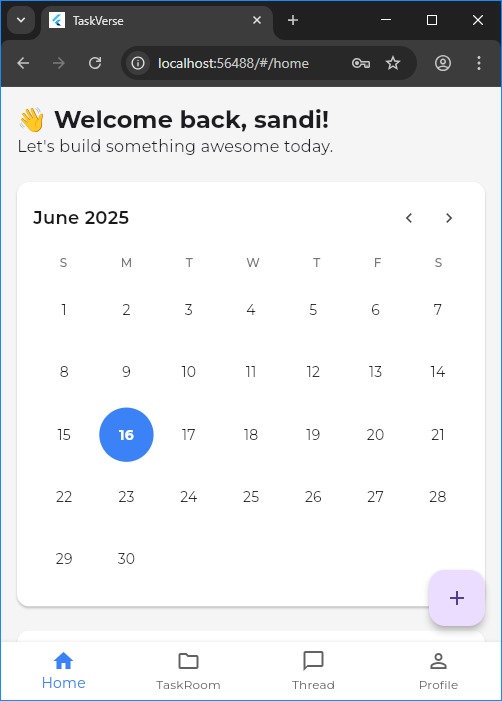 TaskVerse
localhost:56488/#/home
👋 Welcome back, sandi!
Let's build something awesome today.
June 2025
S M T W T F S
1 2 3 4 5 6 7
8 9 10 11 12 13 14
15 16 17 18 19 20 21
22 23 24 25 26 27 28
29 30
Home TaskRoom Thread Profile